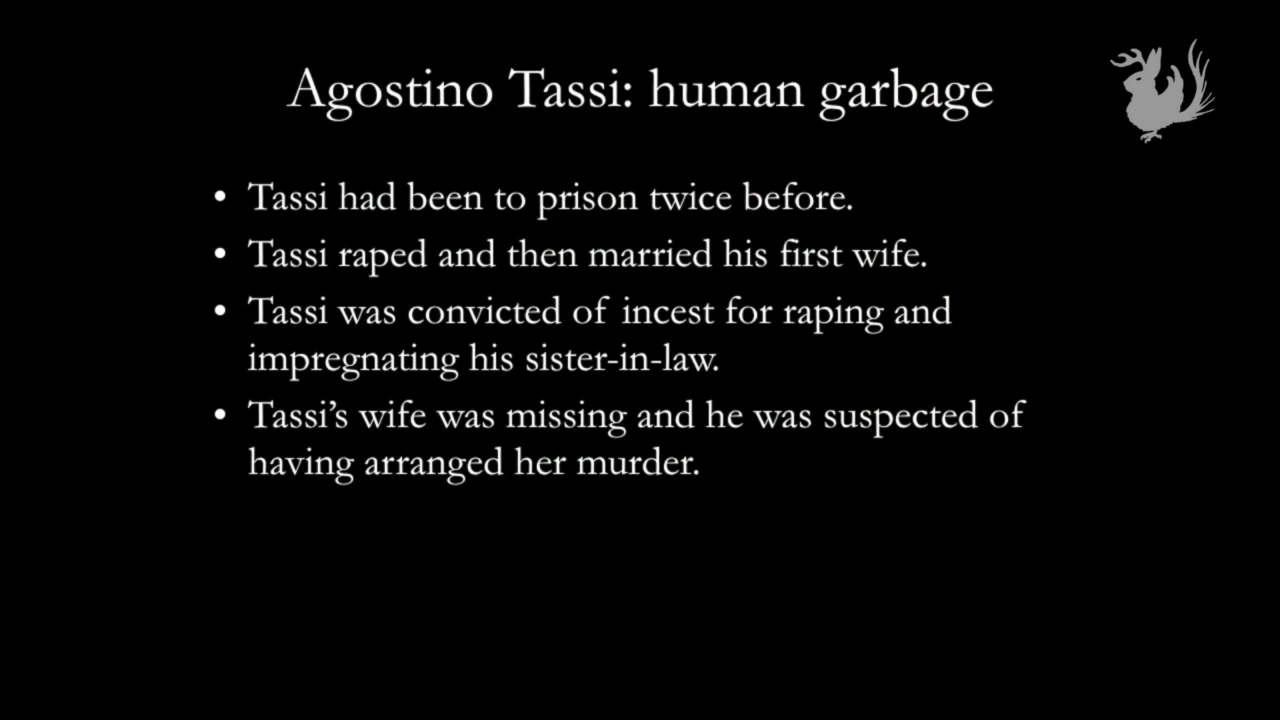 Agostino Tassi: human garbage
• Tassi had been to prison twice before.
• Tassi raped and then married his first wife.
• Tassi was convicted of incest for raping and
impregnating his sister-in-law.
• Tassi’s wife was missing and he was suspected of
having arranged her murder.